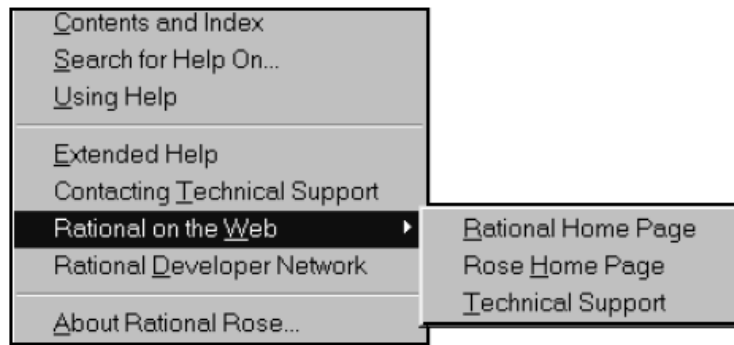 Contents and Index
Search for Help On...
Using Help
Extended Help
Contacting Technical Support
Rational on the Web
Rational Developer Network
About Rational Rose...
Rational Home Page
Rose Home Page
Technical Support